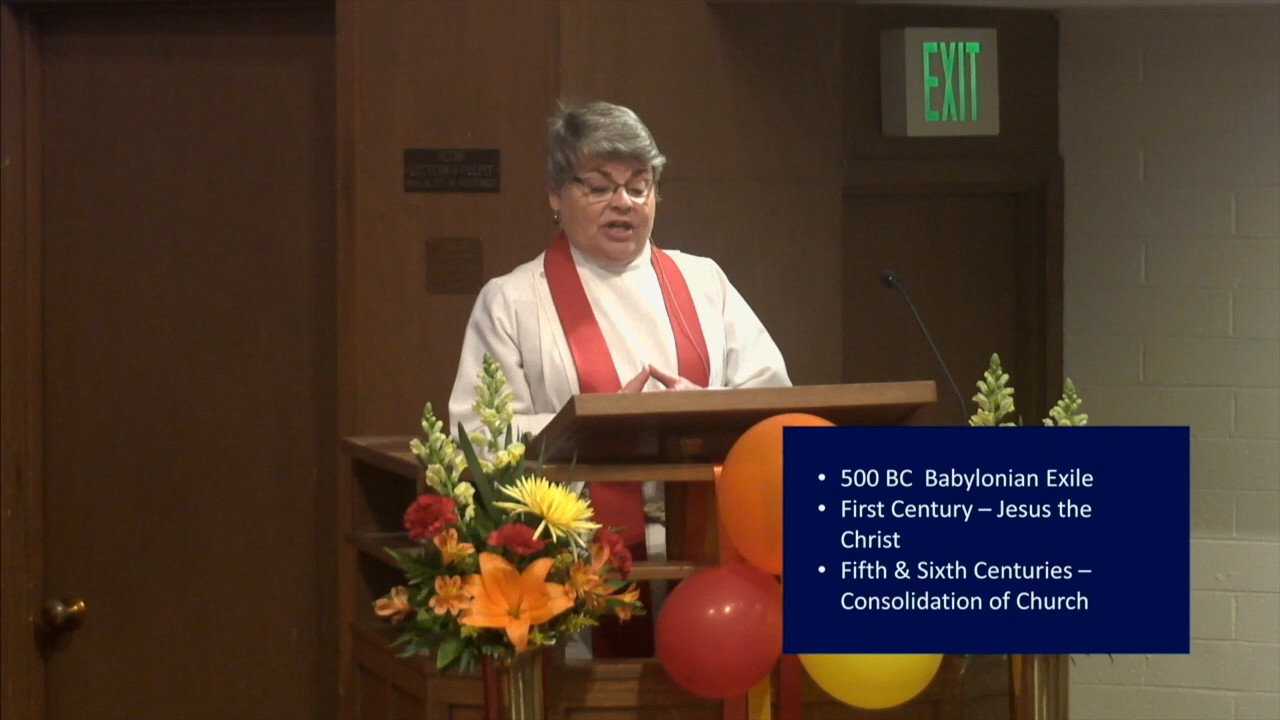 EXIT
• 500 BC  Babylonian Exile
• First Century – Jesus the
Christ
• Fifth & Sixth Centuries –
Consolidation of Church